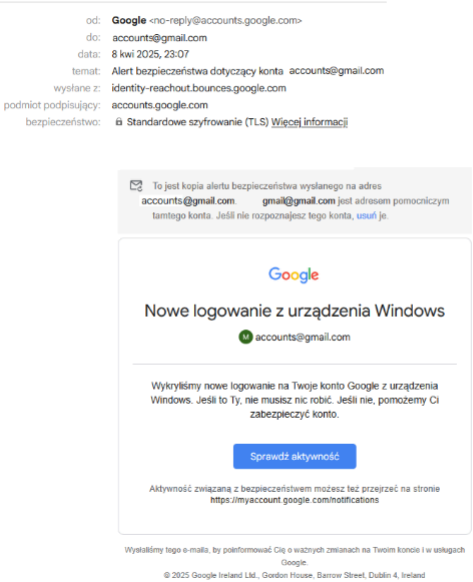 od: Google <no-reply@accounts.google.com>
do: accounts@gmail.com
data: 8 kwi 2025, 23:07
temat: Alert bezpieczeństwa dotyczący konta accounts@gmail.com
wysłane z: identity-reachout.bounces.google.com
podmiot podpisujący: accounts.google.com
bezpieczeństwo: Standardowe szyfrowanie (TLS) Więcej informacji
To jest kopia alertu bezpieczeństwa wysłanego na adres
accounts@gmail.com. gmail@gmail.com jest adresem pomocniczym
tamtego konta. Jeśli nie rozpoznajesz tego konta, usuń je.
Google
Nowe logowanie z urządzenia Windows
M accounts@gmail.com
Wykryliśmy nowe logowanie na Twoje konto Google z urządzenia
Windows. Jeśli to Ty, nie musisz nic robić. Jeśli nie, pomożemy Ci
zabezpieczyć konto.
Sprawdź aktywność
Aktywność związaną z bezpieczeństwem możesz też przejrzeć na stronie
https://myaccount.google.com/notifications
Wysłaliśmy tego e-maila, by poinformować Cię o ważnych zmianach na Twoim koncie i w usługach
Google.
© 2025 Google Ireland Ltd., Gordon House, Barrow Street, Dublin 4, Ireland